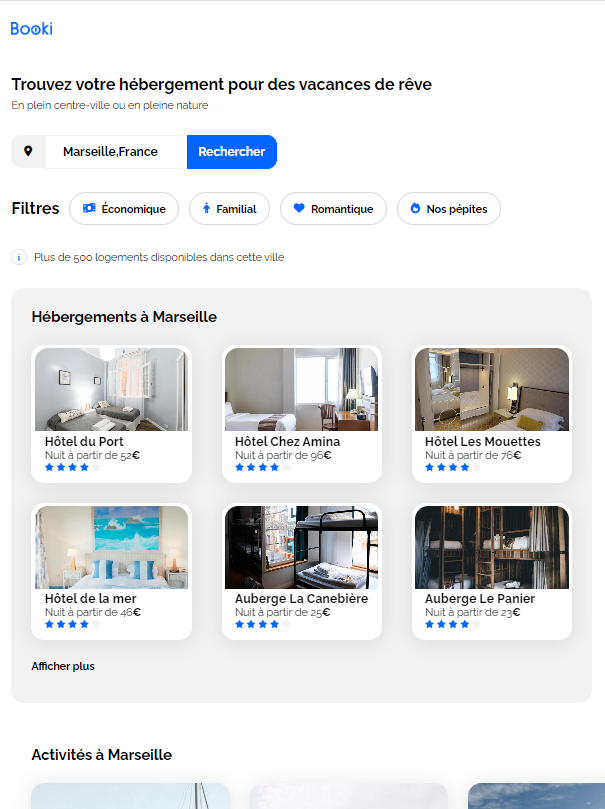 Booki
Trouvez votre hébergement pour des vacances de rêve
En plein centre-ville ou en pleine nature
Marseille,France Rechercher
Filtres Économique Familial Romantique Nos pépites
i Plus de 500 logements disponibles dans cette ville
Hébergements à Marseille
Hôtel du Port
Nuit à partir de 52€
Hôtel Chez Amina
Nuit à partir de 96€
Hôtel Les Mouettes
Nuit à partir de 76€
Hôtel de la mer
Nuit à partir de 46€
Auberge La Canebière
Nuit à partir de 25€
Auberge Le Panier
Nuit à partir de 23€
Afficher plus
Activités à Marseille